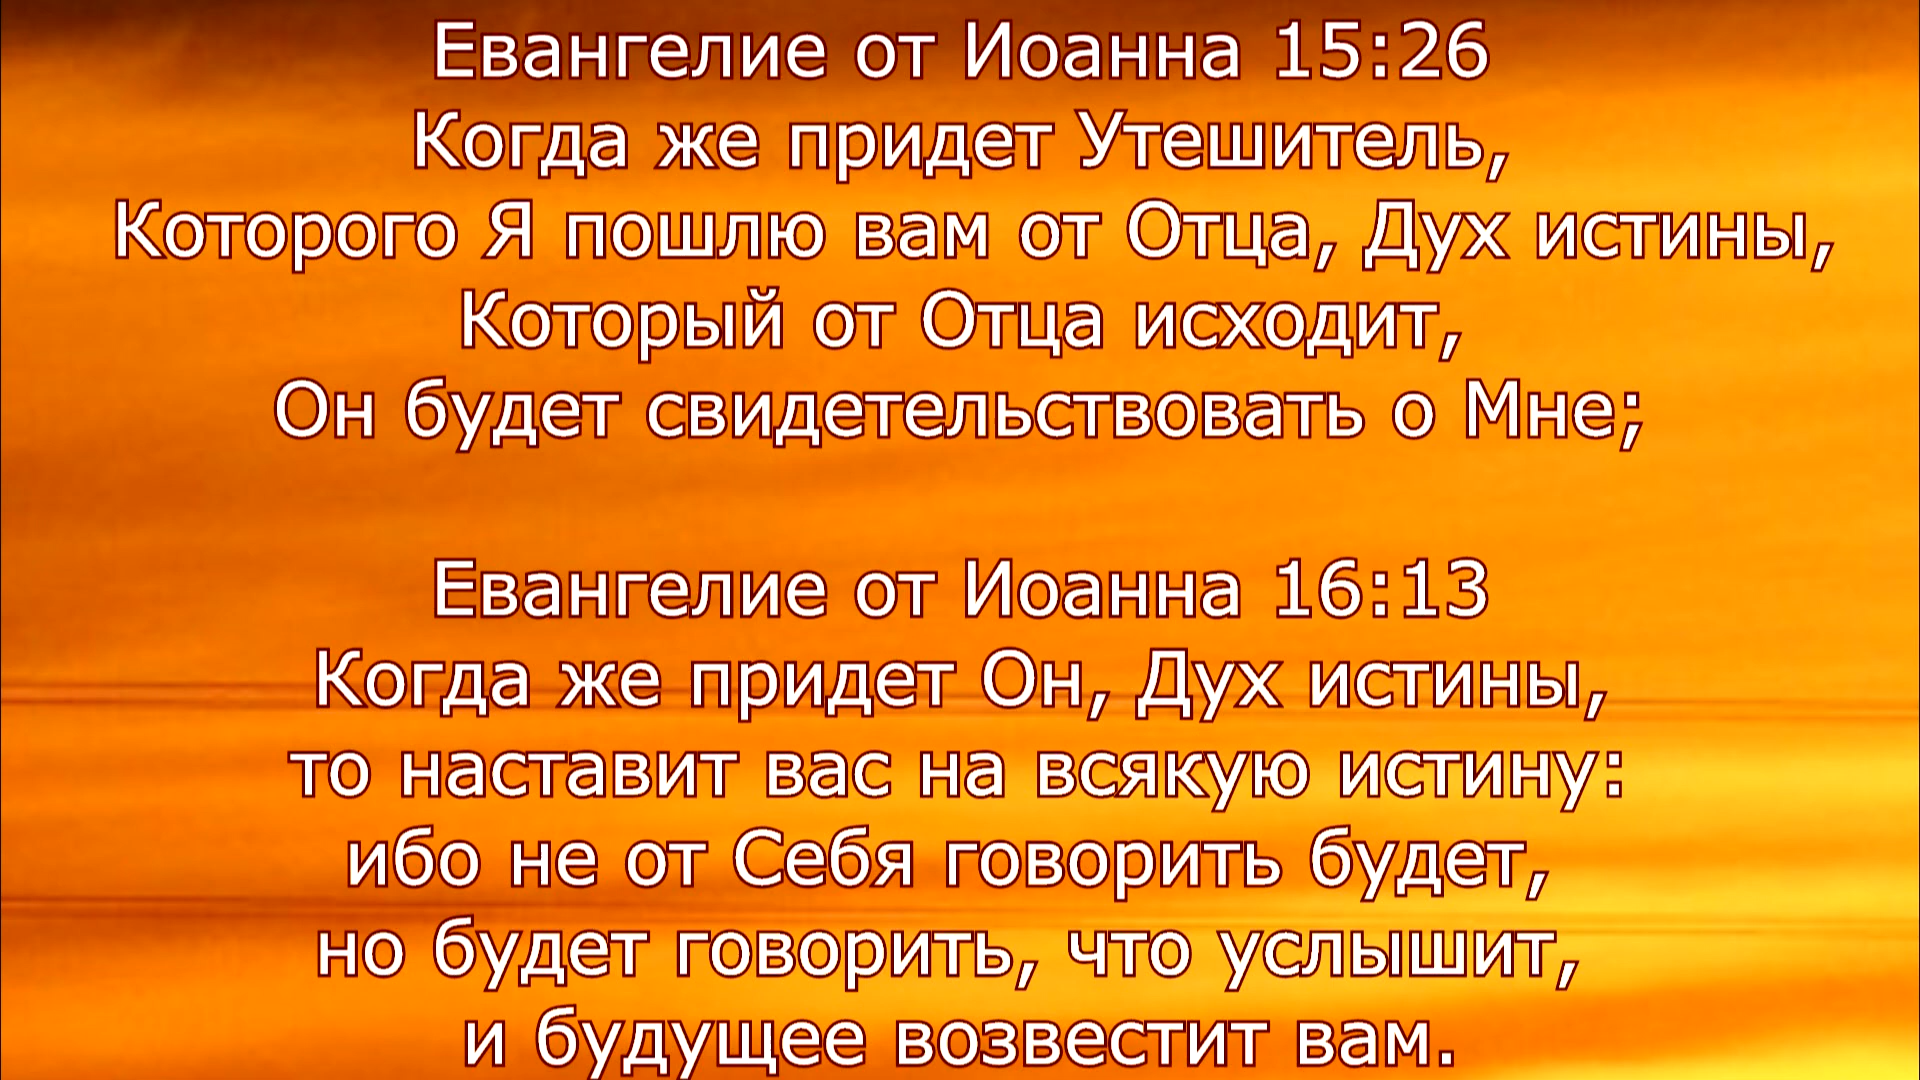 Евангелие от Иоанна 15:26
Когда же придет Утешитель,
Которого Я пошлю вам от Отца, Дух истины,
Который от Отца исходит,
Он будет свидетельствовать о Мне;
Евангелие от Иоанна 16:13
Когда же придет Он, Дух истины,
то наставит вас на всякую истину:
ибо не от Себя говорить будет,
но будет говорить, что услышит,
и будущее возвестит вам.